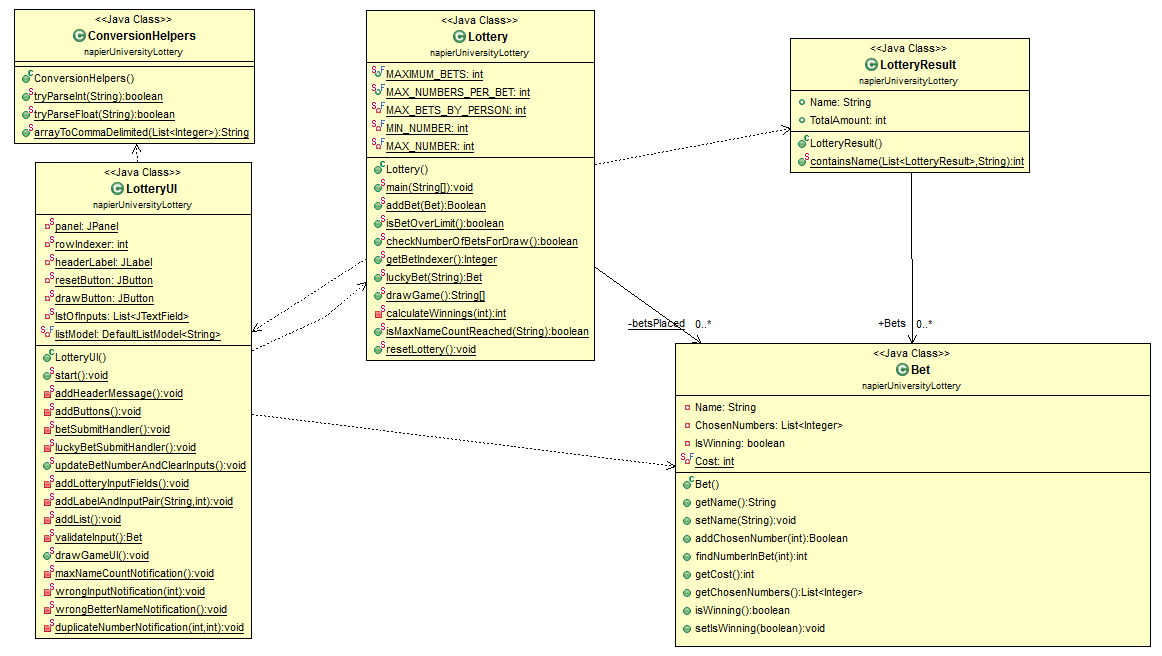 <<Java Class>>
ConversionHelpers
napierUniversityLottery
ConversionHelpers()
tryParseInt(String):boolean
tryParseFloat(String):boolean
arrayToCommaDelimited(List<Integer>):String
<<Java Class>>
LotteryUI
napierUniversityLottery
panel: JPanel
rowIndexer: int
headerLabel: JLabel
resetButton: JButton
drawButton: JButton
lstOfInputs: List<JTextField>
listModel: DefaultListModel<String>
LotteryUI()
start():void
addHeaderMessage():void
addButtons():void
betSubmitHandler():void
luckyBetSubmitHandler():void
updateBetNumberAndClearInputs():void
addLotteryInputFields():void
addLabelAndInputPair(String,int):void
addList():void
validateInput():Bet
drawGameUI():void
maxNameCountNotification():void
wrongInputNotification(int):void
wrongBetterNameNotification():void
duplicateNumberNotification(int,int):void
<<Java Class>>
Lottery
napierUniversityLottery
MAXIMUM_BETS: int
MAX_NUMBERS_PER_BET: int
MAX_BETS_BY_PERSON: int
MIN_NUMBER: int
MAX_NUMBER: int
Lottery()
main(String[]):void
addBet(Bet):Boolean
isBetOverLimit():boolean
checkNumberOfBetsForDraw():boolean
getBetIndexer():Integer
luckyBet(String):Bet
drawGame():String[]
calculateWinnings(int):int
isMaxNameCountReached(String):boolean
resetLottery():void
<<Java Class>>
LotteryResult
napierUniversityLottery
Name: String
TotalAmount: int
LotteryResult()
containsName(List<LotteryResult>,String):int
-betsPlaced 0..*
+Bets 0..*
<<Java Class>>
Bet
napierUniversityLottery
Name: String
ChosenNumbers: List<Integer>
IsWinning: boolean
Cost: int
Bet()
getName():String
setName(String):void
addChosenNumber(int):Boolean
findNumberInBet(int):int
getCost():int
getChosenNumbers():List<Integer>
isWinning():boolean
setIsWinning(boolean):void